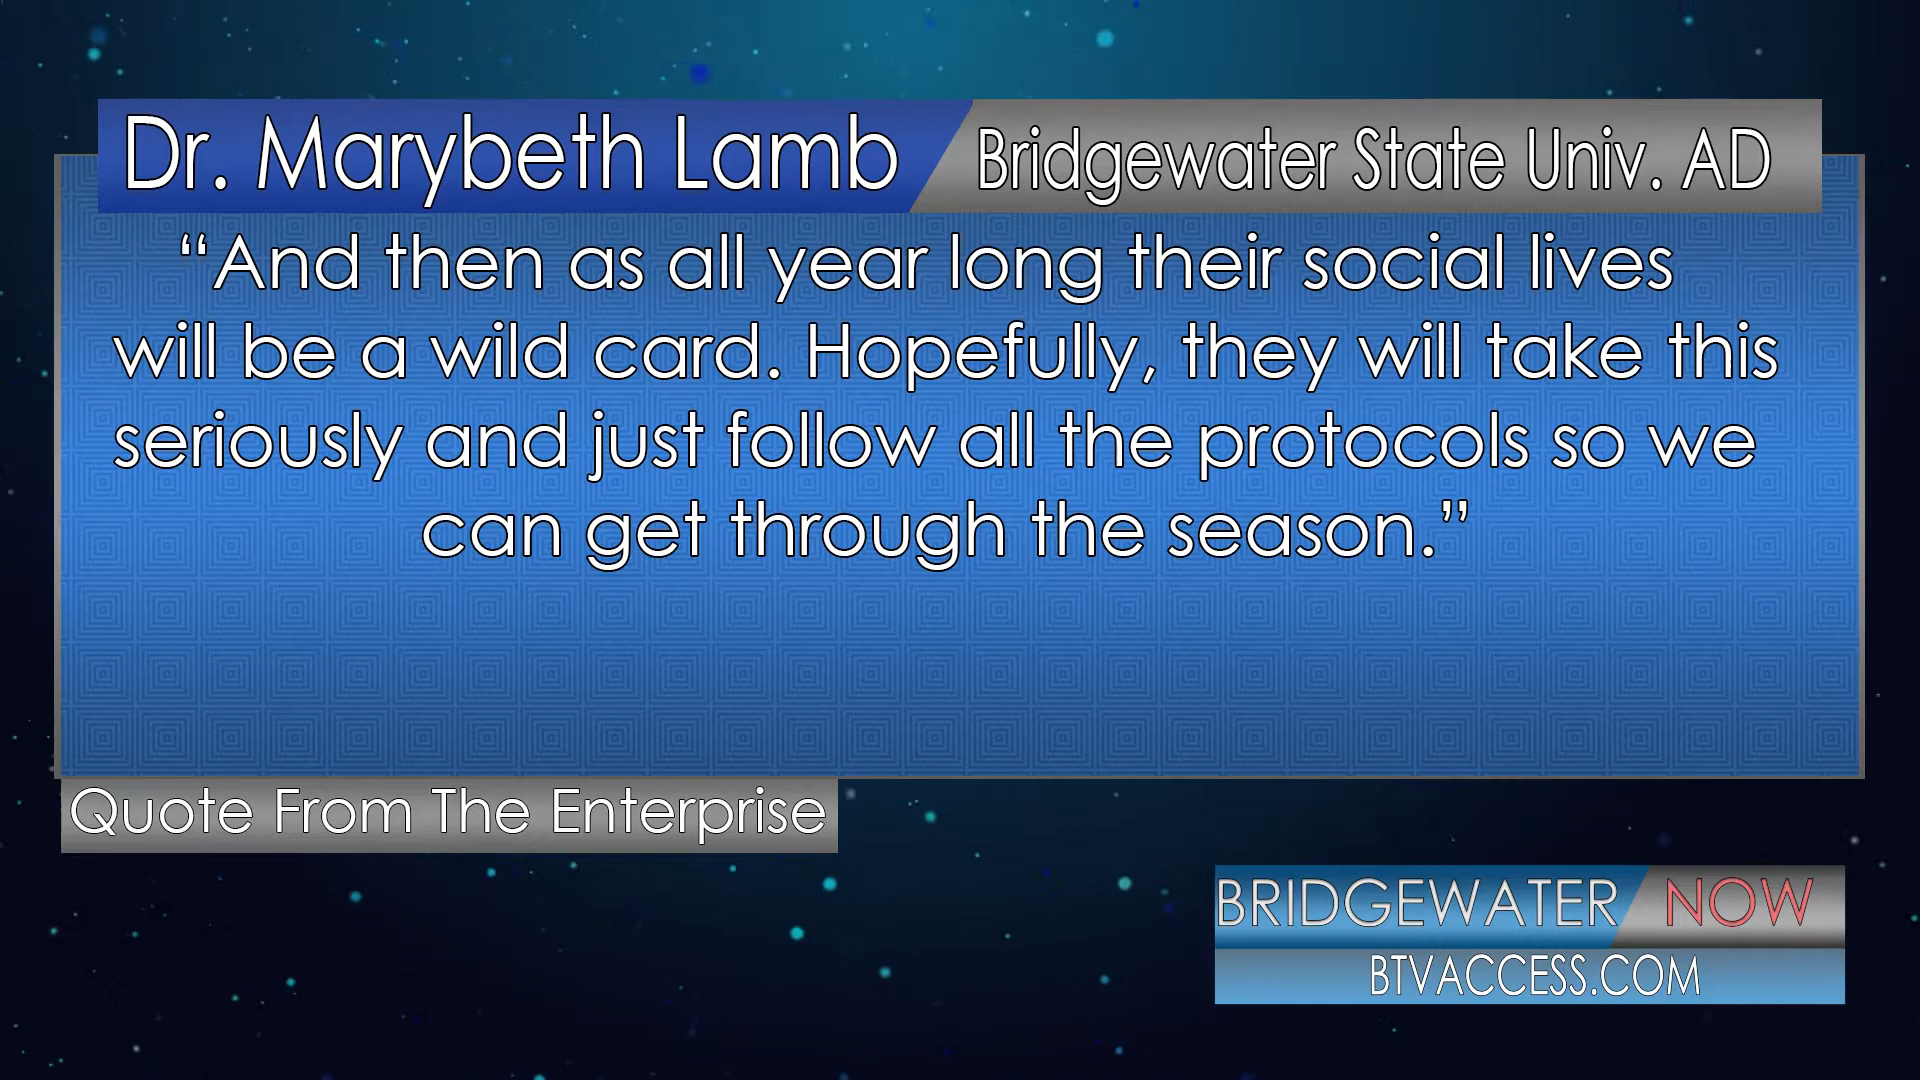 Dr. Marybeth Lamb Bridgewater State Univ. AD
“And then as all year long their social lives
will be a wild card. Hopefully, they will take this
seriously and just follow all the protocols so we
can get through the season.”
Quote From The Enterprise
BRIDGEWATER NOW
BTVACCESS.COM